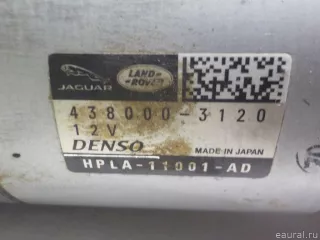 JAGUAR
LAND-
-ROVER
438000-3120
12V
DENSO MADE IN JAPAN
HPLA-11001-AD
eaural.ru